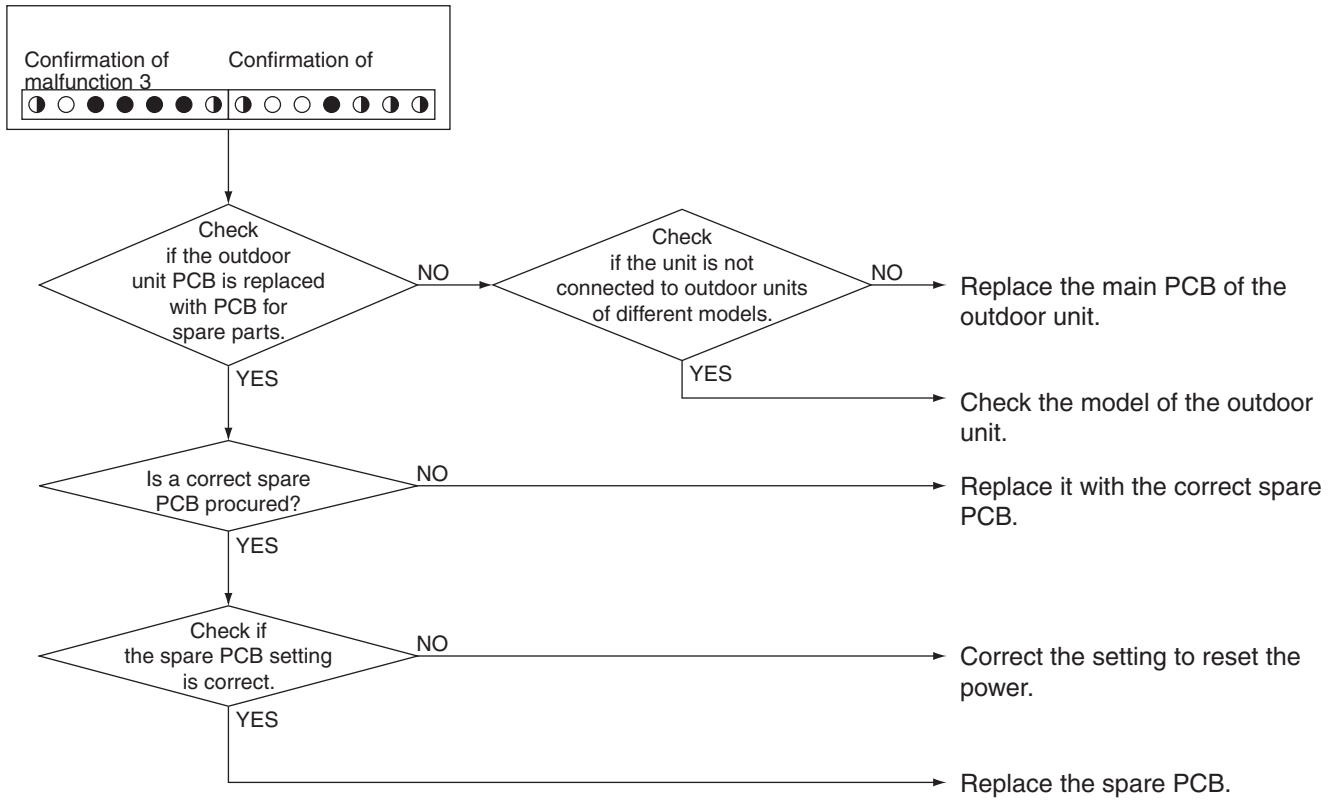 Confirmation of
malfunction 3
Confirmation of
Check
if the outdoor
unit PCB is replaced
with PCB for
spare parts.
NO
Check
if the unit is not
connected to outdoor units
of different models.
NO
Replace the main PCB of the
outdoor unit.
YES
YES
Check the model of the outdoor
unit.
Is a correct spare
PCB procured?
NO
Replace it with the correct spare
PCB.
YES
Check if
the spare PCB setting
is correct.
NO
Correct the setting to reset the
power.
YES
Replace the spare PCB.